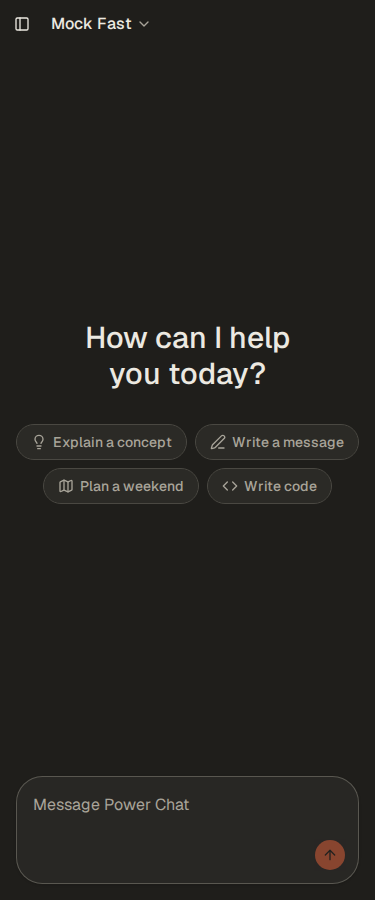 Mock Fast
How can I help
you today?
Explain a concept
Write a message
Plan a weekend
Write code
Message Power Chat